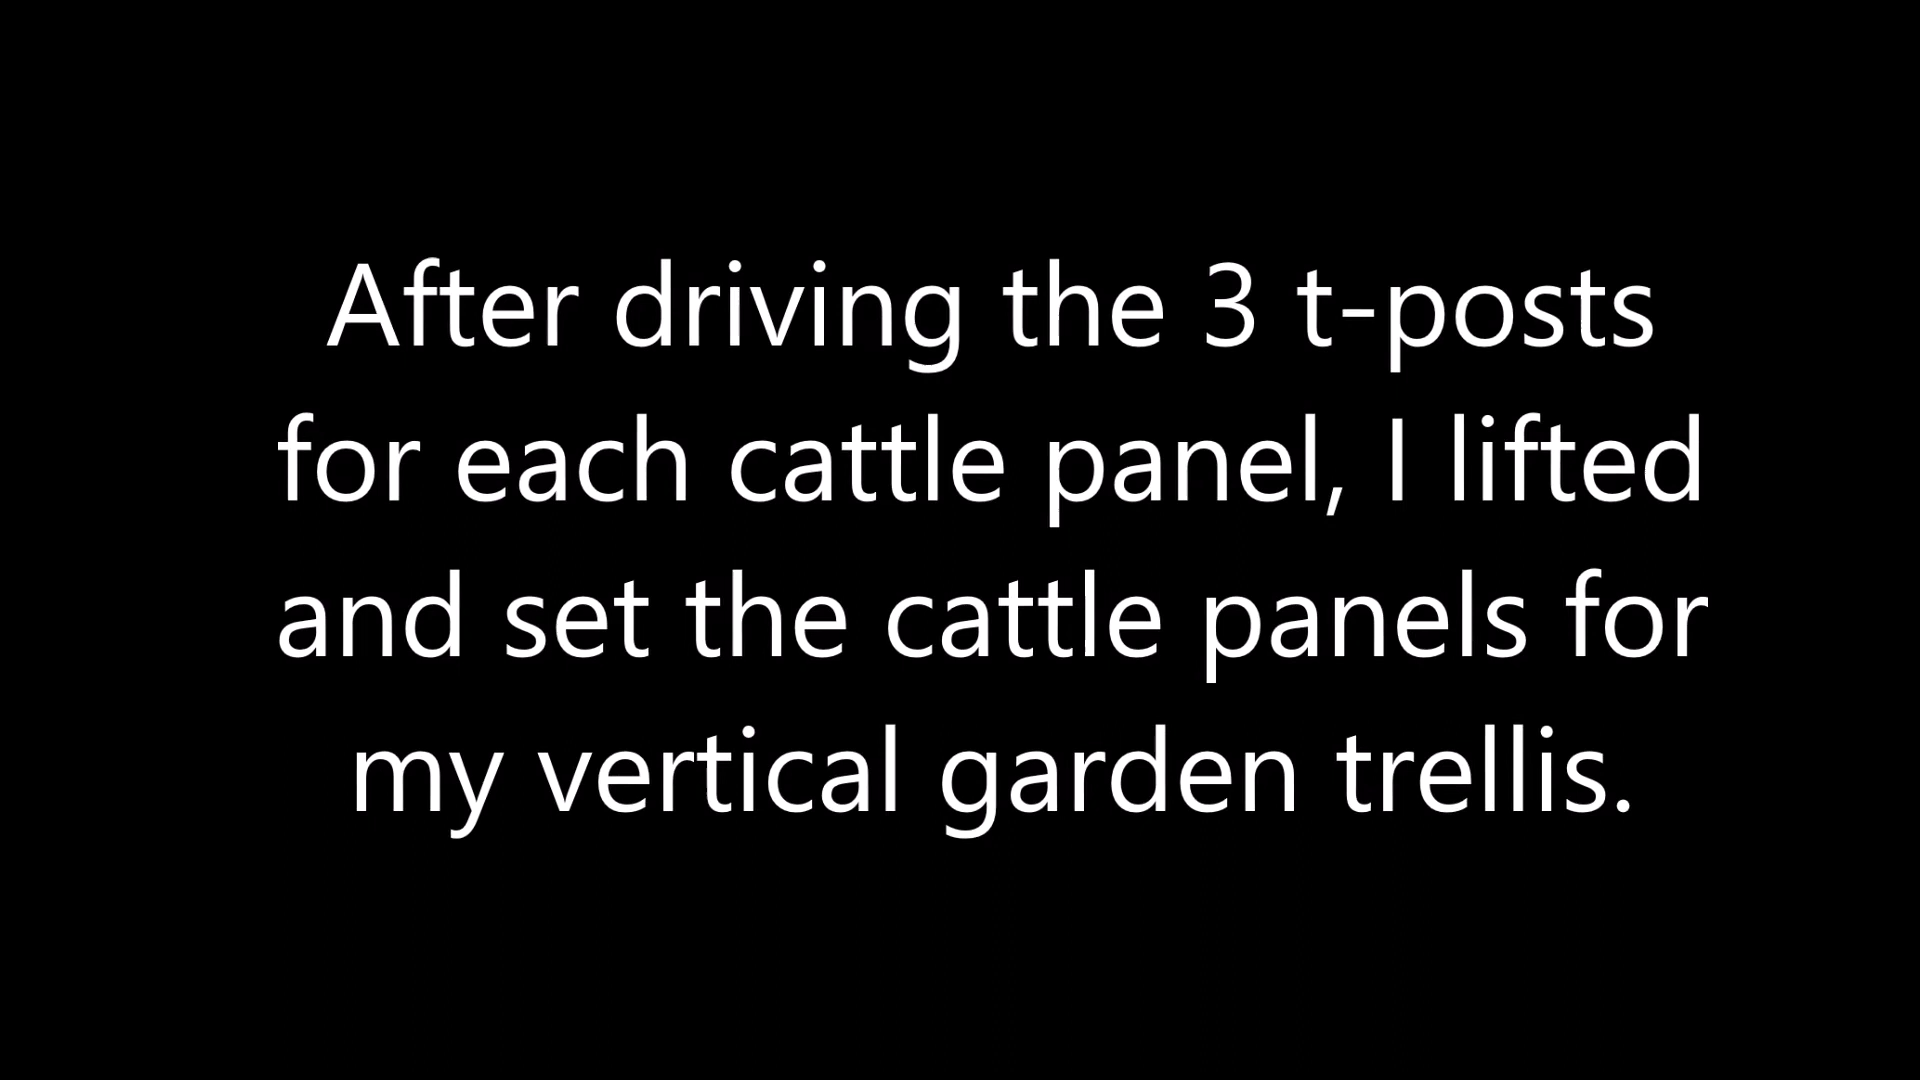 After driving the 3 t-posts
for each cattle panel, I lifted
and set the cattle panels for
my vertical garden trellis.